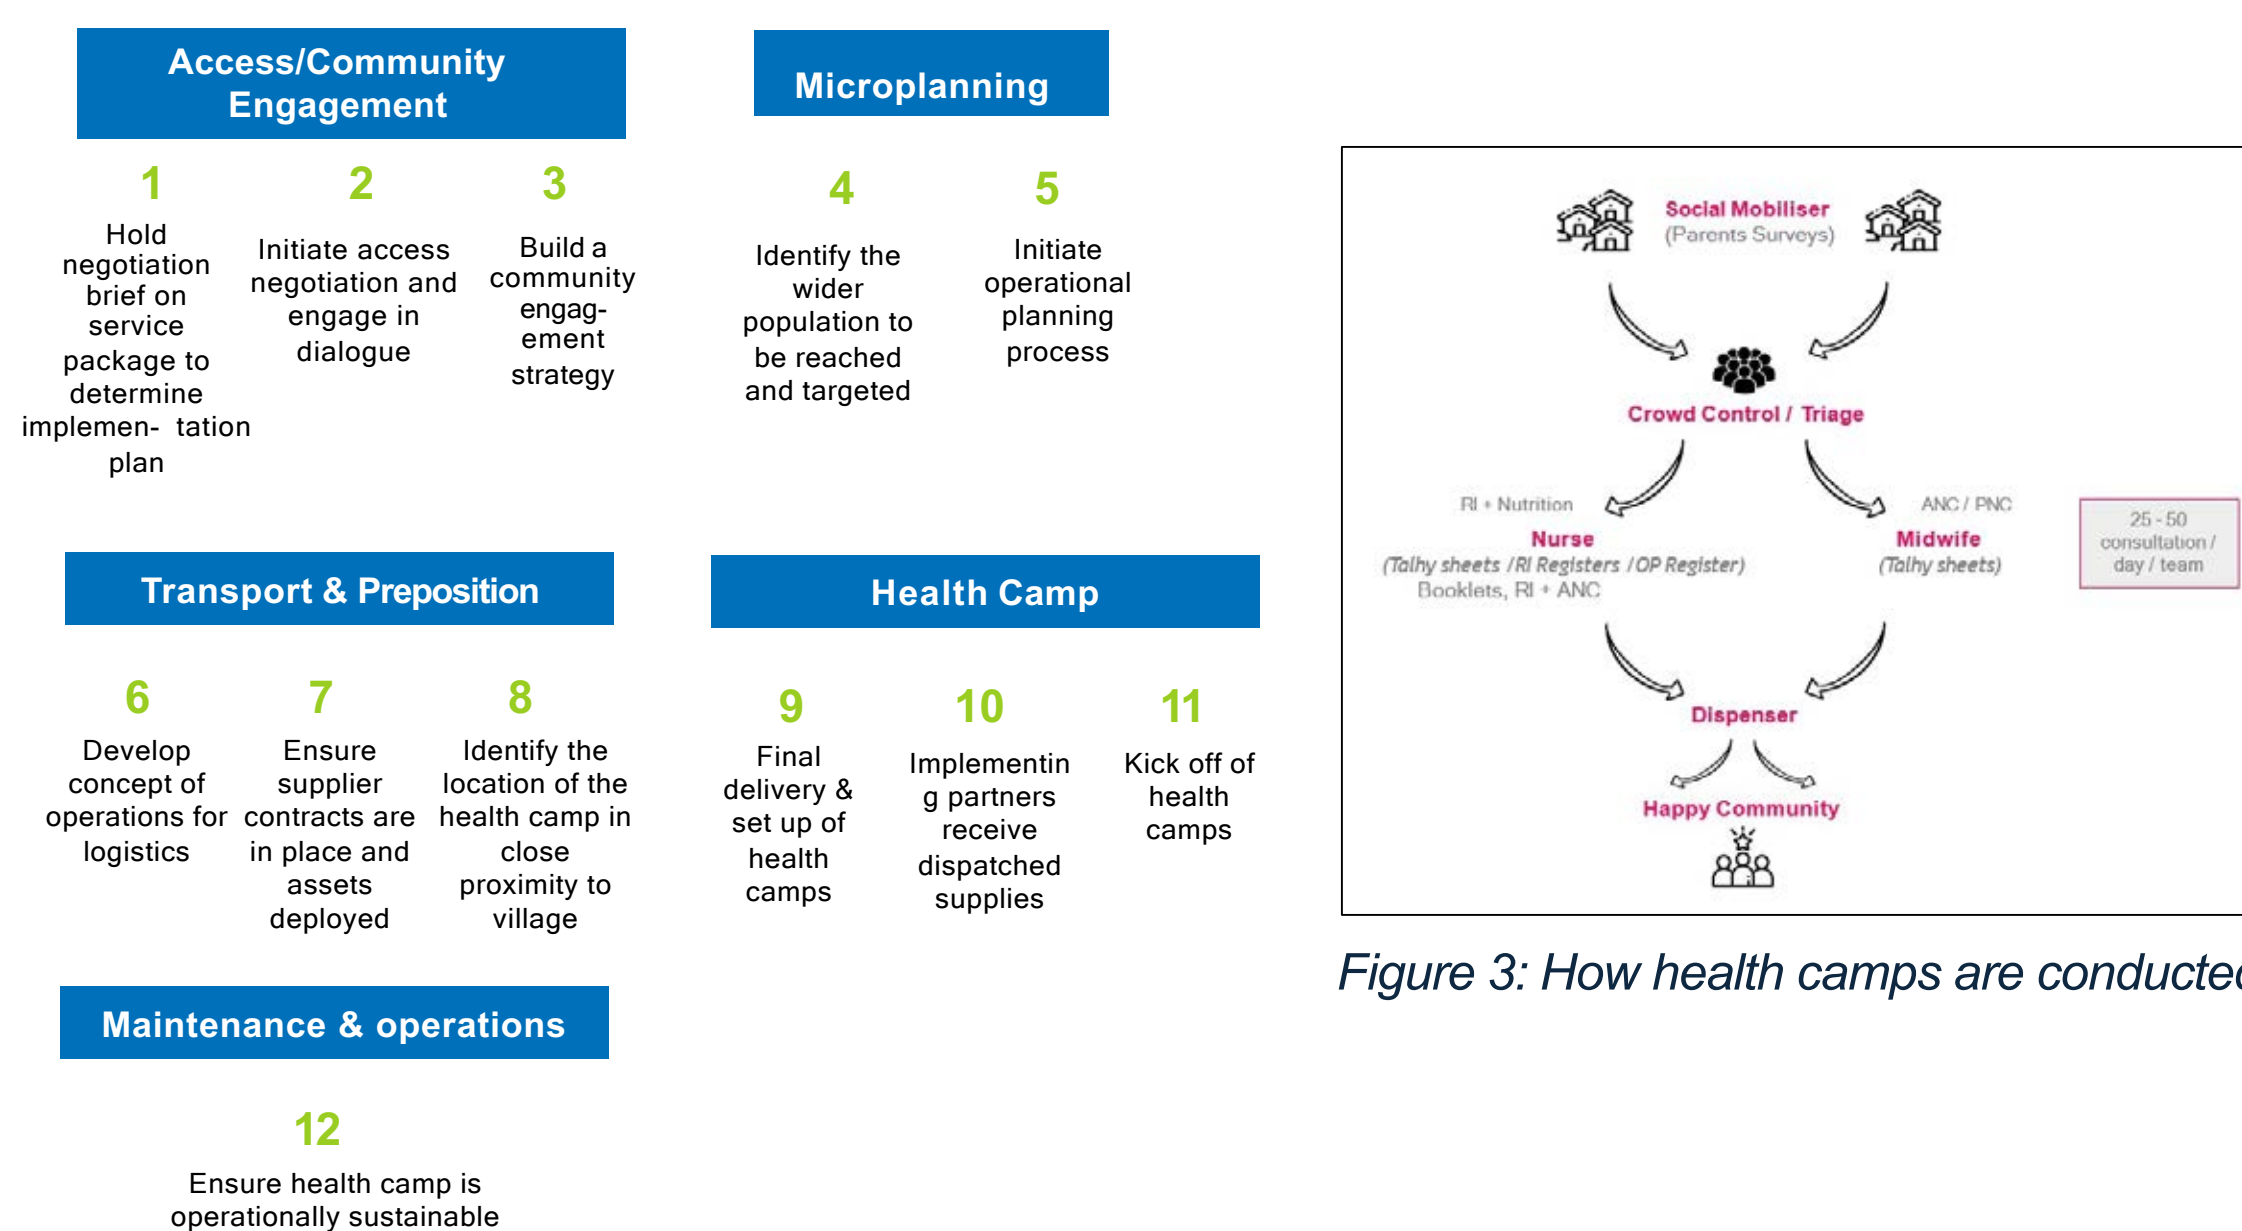 Access/Community
Engagement
1
Hold
negotiation
brief on
service
package to
determine
implemen- tation
plan
2
Initiate access
negotiation and
engage in
dialogue
3
Build a
community
engag-
ement
strategy
Microplanning
4
Identify the
wider
population to
be reached
and targeted
5
Initiate
operational
planning
process
Transport & Preposition
6
Develop
concept of
operations for
logistics
7
Ensure
supplier
contracts are
in place and
assets
deployed
8
Identify the
location of the
health camp in
close
proximity to
village
Health Camp
9
Final
delivery &
set up of
health
camps
10
Implementin
g partners
receive
dispatched
supplies
11
Kick off of
health
camps
Maintenance & operations
12
Ensure health camp is
operationally sustainable
Social Mobiliser
(Parents Surveys)
Crowd Control / Triage
RI + Nutrition
Nurse
(Talhy sheets /RI Registers /OP Register)
Booklets, RI + ANC
ANC / PNC
Midwife
(Talhy sheets)
25 - 50
consultation /
day / team
Dispenser
Happy Community
Figure 3: How health camps are conducted